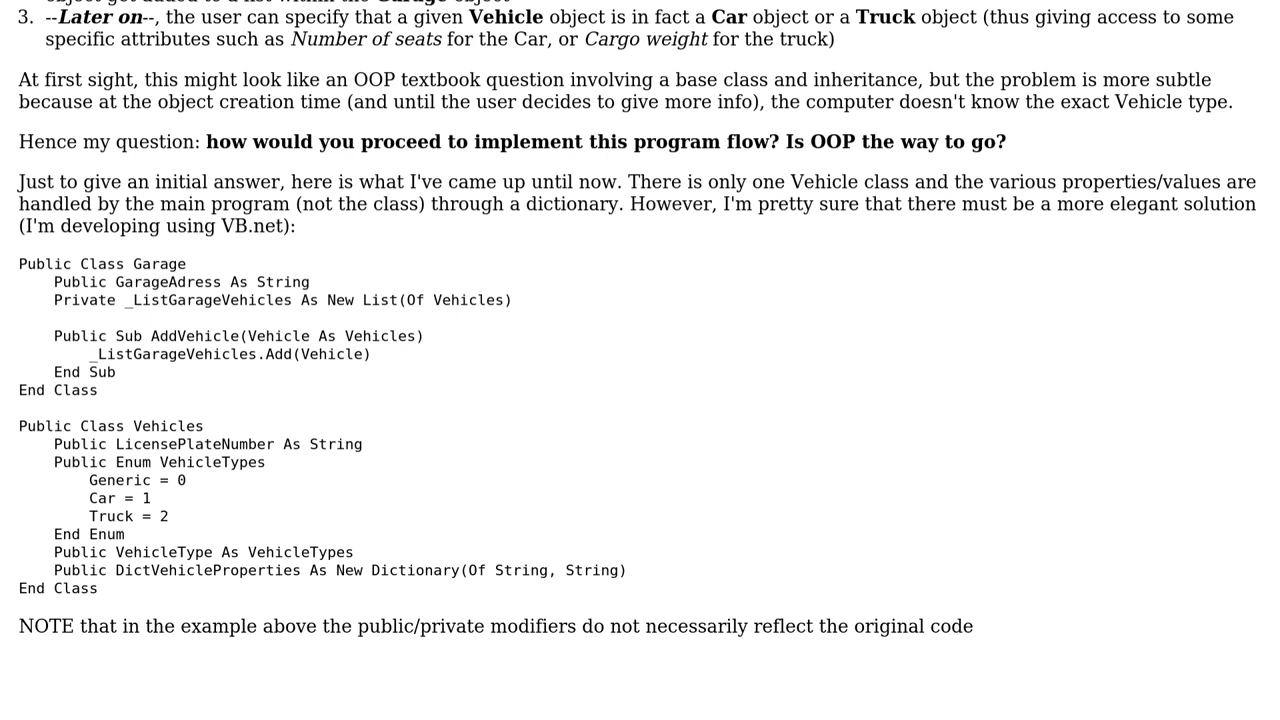 3. --Later on--, the user can specify that a given Vehicle object is in fact a Car object or a Truck object (thus giving access to some
specific attributes such as Number of seats for the Car, or Cargo weight for the truck)
At first sight, this might look like an OOP textbook question involving a base class and inheritance, but the problem is more subtle
because at the object creation time (and until the user decides to give more info), the computer doesn't know the exact Vehicle type.
Hence my question: how would you proceed to implement this program flow? Is OOP the way to go?
Just to give an initial answer, here is what I've came up until now. There is only one Vehicle class and the various properties/values are
handled by the main program (not the class) through a dictionary. However, I'm pretty sure that there must be a more elegant solution
(I'm developing using VB.net):
Public Class Garage
    Public GarageAdress As String
    Private _ListGarageVehicles As New List(Of Vehicles)
    Public Sub AddVehicle(Vehicle As Vehicles)
        _ListGarageVehicles.Add(Vehicle)
    End Sub
End Class
Public Class Vehicles
    Public LicensePlateNumber As String
    Public Enum VehicleTypes
        Generic = 0
        Car = 1
        Truck = 2
    End Enum
    Public VehicleType As VehicleTypes
    Public DictVehicleProperties As New Dictionary(Of String, String)
End Class
NOTE that in the example above the public/private modifiers do not necessarily reflect the original code